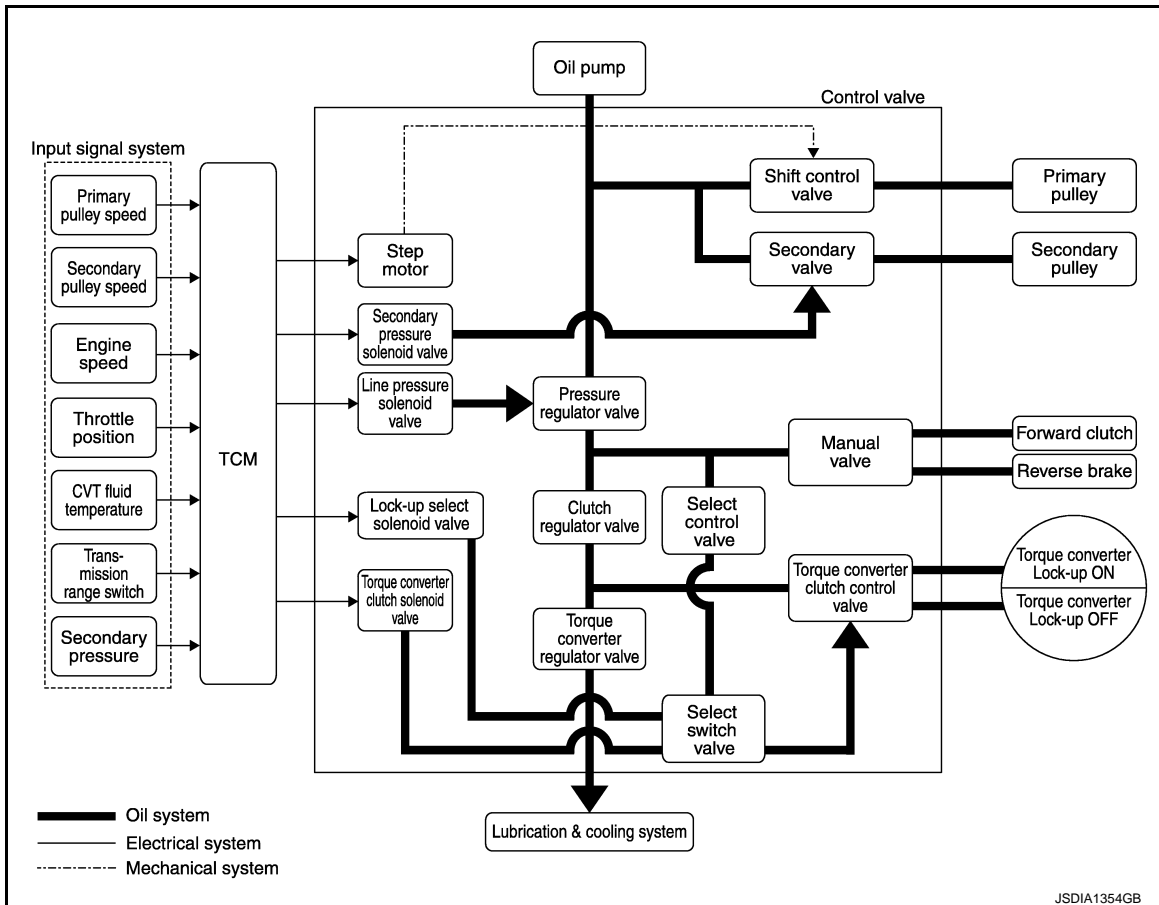 Oil pump
Control valve
Input signal system
Primary
pulley speed
Secondary
pulley speed
Engine
speed
Throttle
position
CVT fluid
temperature
Trans-
mission
range switch
Secondary
pressure
TCM
Step
motor
Secondary
pressure
solenoid valve
Line pressure
solenoid
valve
Lock-up select
solenoid valve
Torque converter
clutch solenoid
valve
Pressure
regulator valve
Clutch
regulator valve
Torque
converter
regulator valve
Shift control
valve
Secondary
valve
Manual
valve
Select
control
valve
Torque converter
clutch control
valve
Select
switch
valve
Primary
pulley
Secondary
pulley
Forward clutch
Reverse brake
Torque converter
Lock-up ON
Torque converter
Lock-up OFF
Lubrication & cooling system
Oil system
Electrical system
Mechanical system
JSDIA1354GB